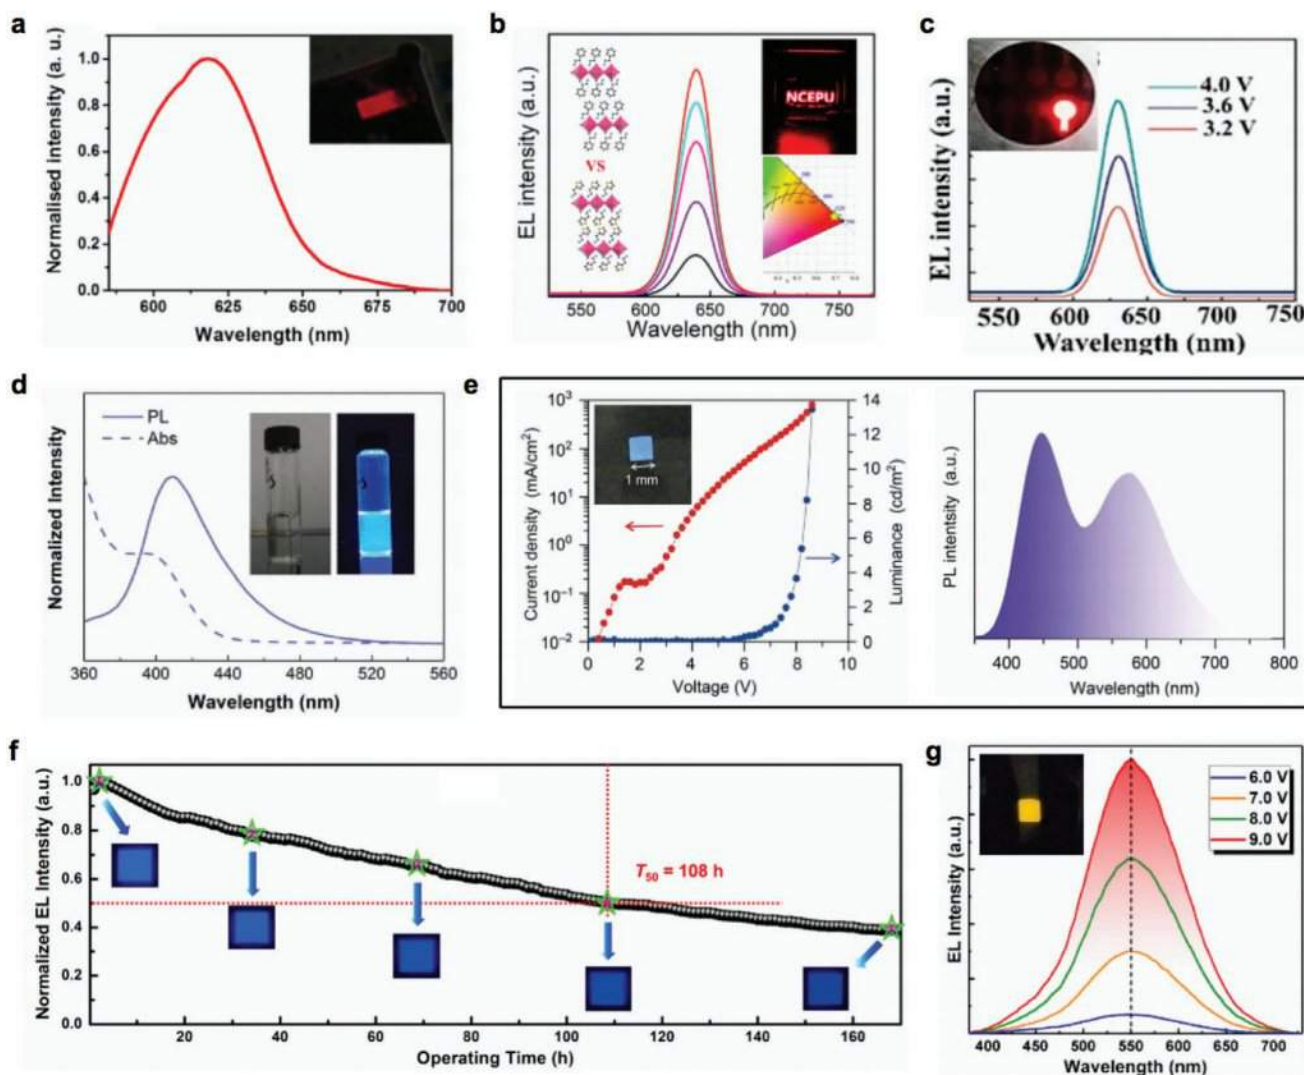 a
Normalised intensity (a. u.)
1.0
0.8
0.6
0.4
0.2
0.0
600
625
650
675
700
Wavelength (nm)
b
EL intensity (a.u.)
VS
NCEPU
550
600
650
700
750
Wavelength (nm)
c
EL intensity (a.u.)
4.0 V
3.6 V
3.2 V
550
600
650
700
750
Wavelength (nm)
d
Normalized Intensity
PL
Abs
360
400
440
480
520
560
Wavelength (nm)
e
Current density (mA/cm²)
10³
10²
10¹
10⁰
10⁻¹
10⁻²
1 mm
14
12
10
8
6
4
2
0
Luminance (cd/m²)
0
2
4
6
8
10
Voltage (V)
PL intentsity (a.u.)
400
500
600
700
800
Wavelength (nm)
f
Normalized EL Intensity (a.u.)
1.0
0.8
0.6
0.4
0.2
0.0
T₅₀ = 108 h
20
40
60
80
100
120
140
160
Operating Time (h)
g
EL Intensity (a.u.)
6.0 V
7.0 V
8.0 V
9.0 V
400
450
500
550
600
650
700
Wavelength (nm)